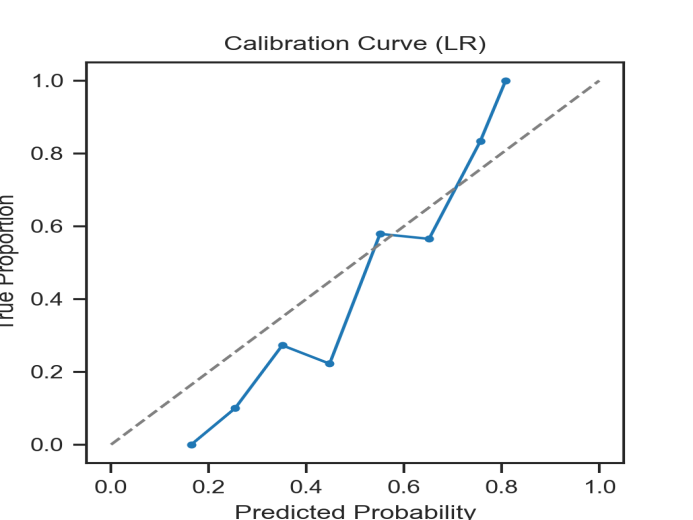 Calibration Curve (LR)
True Proportion
1.0
0.8
0.6
0.4
0.2
0.0
0.0 0.2 0.4 0.6 0.8 1.0
Predicted Probability